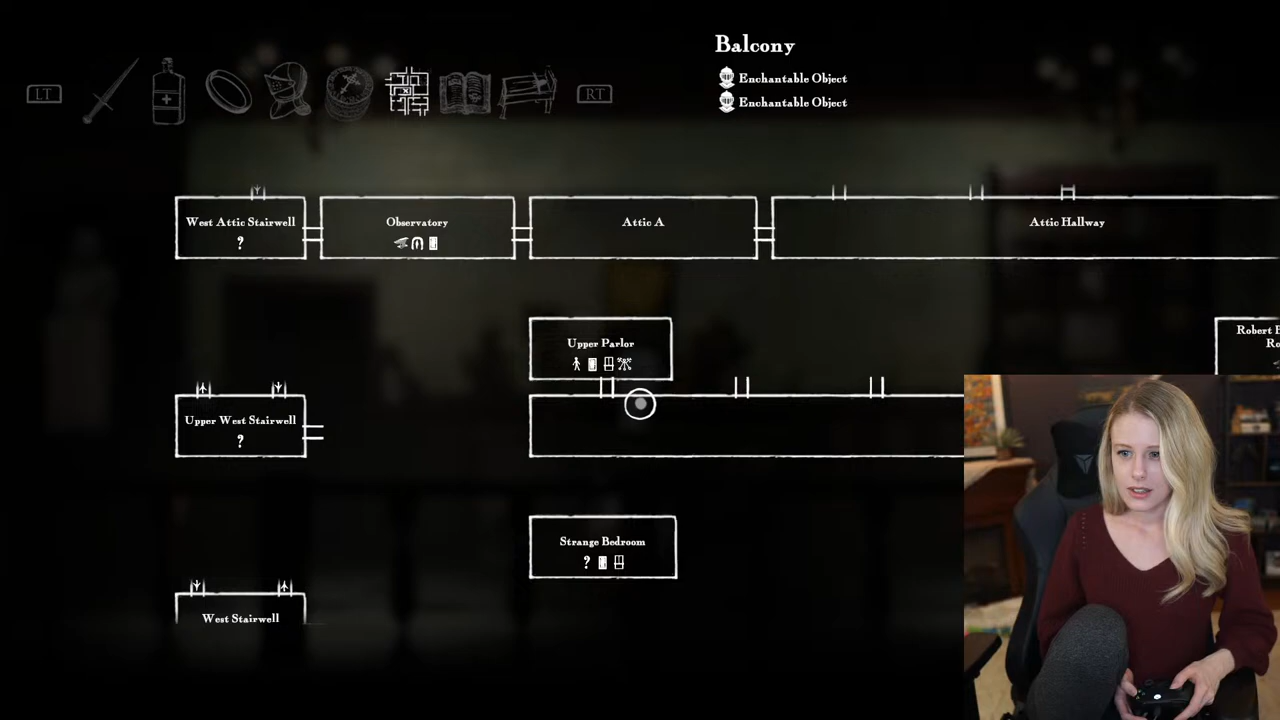 Balcony
LT
RT
Enchantable Object
Enchantable Object
West Attic Stairwell
?
Observatory
Attic A
Attic Hallway
Upper Parlor
Robert
Upper West Stairwell
?
Strange Bedroom
?
West Stairwell